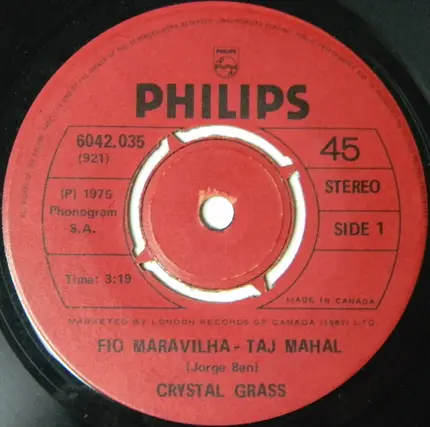 PHILIPS
PHILIPS
6042.035
(921)
45
STEREO
(P) 1975
Phonogram
S.A.
SIDE 1
Time: 3:19
MADE IN CANADA
MARKETED BY LONDON RECORDS OF CANADA (1967) LTD.
FIO MARAVILHA - TAJ MAHAL
(Jorge Ben)
CRYSTAL GRASS